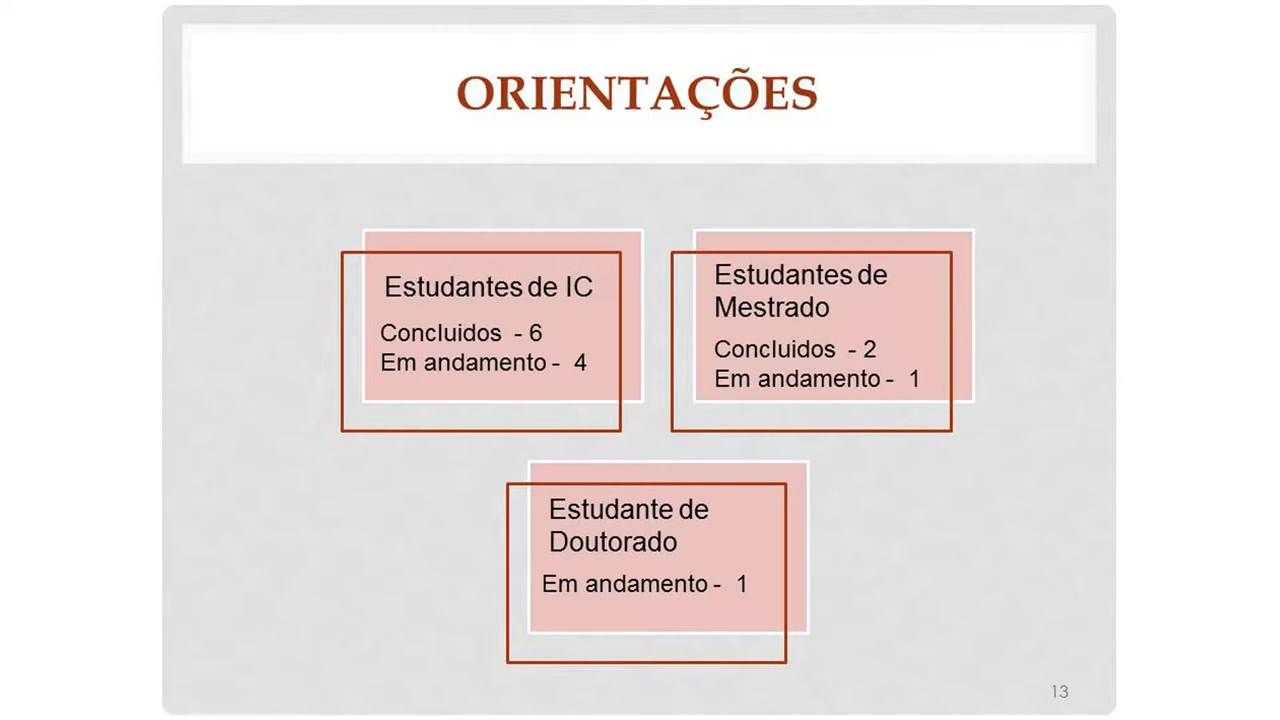 ORIENTAÇÕES
Estudantes de IC
Concluidos - 6
Em andamento - 4
Estudantes de
Mestrado
Concluidos - 2
Em andamento - 1
Estudante de
Doutorado
Em andamento - 1
13